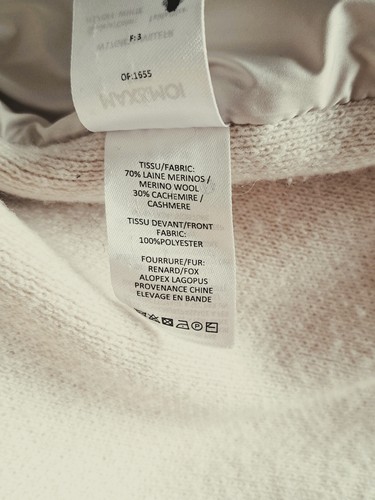 F:3
OF:1655
TISSU/FABRIC:
70% LAINE MERINOS /
MERINO WOOL
30% CACHEMIRE /
CASHMERE
TISSU DEVANT/FRONT
FABRIC:
100%POLYESTER
FOURRURE/FUR:
RENARD/FOX
ALOPEX LAGOPUS
PROVENANCE CHINE
ELEVAGE EN BANDE